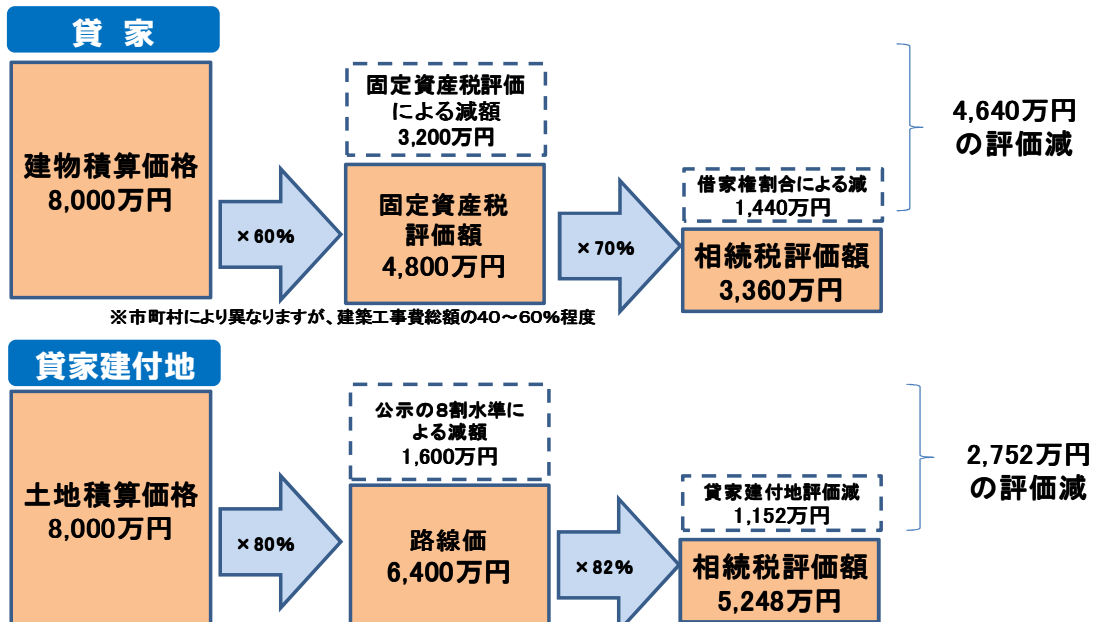 貸 家
建物積算価格
8,000万円
×60%
固定資産税評価
による減額
3,200万円
固定資産税
評価額
4,800万円
×70%
借家権割合による減
1,440万円
相続税評価額
3,360万円
4,640万円
の評価減
※市町村により異なりますが、建築工事費総額の40～60%程度
貸家建付地
土地積算価格
8,000万円
×80%
公示の8割水準に
よる減額
1,600万円
路線価
6,400万円
×82%
貸家建付地評価減
1,152万円
相続税評価額
5,248万円
2,752万円
の評価減